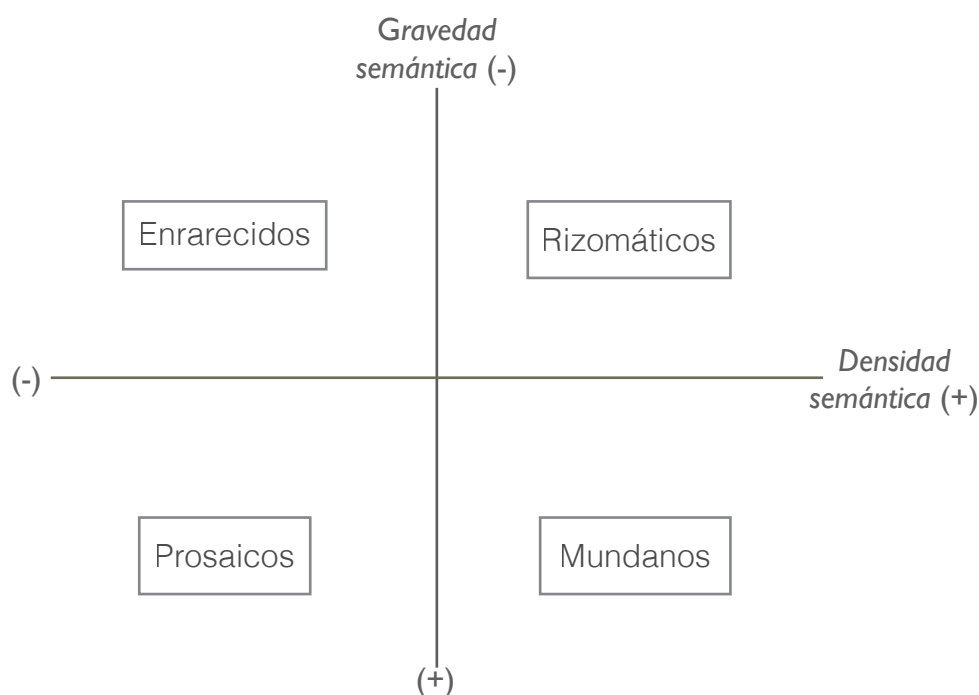 Gravedad
semántica (-)
Enrarecidos
Rizomáticos
(-)
Densidad
semántica (+)
Prosaicos
Mundanos
(+)